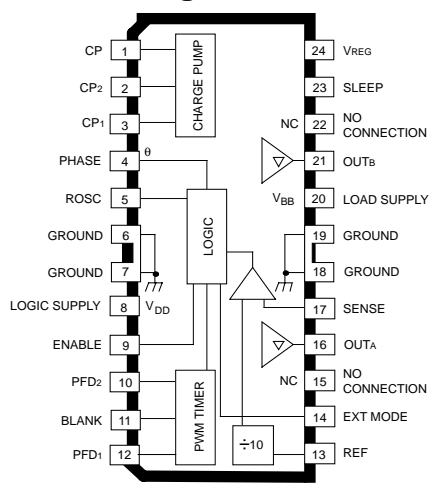 CP 1
CP2 2
CP1 3
PHASE 4 θ
ROSC 5
GROUND 6
GROUND 7
LOGIC SUPPLY 8 VDD
ENABLE 9
PFD2 10
BLANK 11
PFD1 12
CHARGE PUMP
LOGIC
PWM TIMER
÷10
24 VREG
23 SLEEP
NC 22 NO
CONNECTION
21 OUTB
VBB 20 LOAD SUPPLY
19 GROUND
18 GROUND
17 SENSE
16 OUTA
NC 15 NO
CONNECTION
14 EXT MODE
13 REF